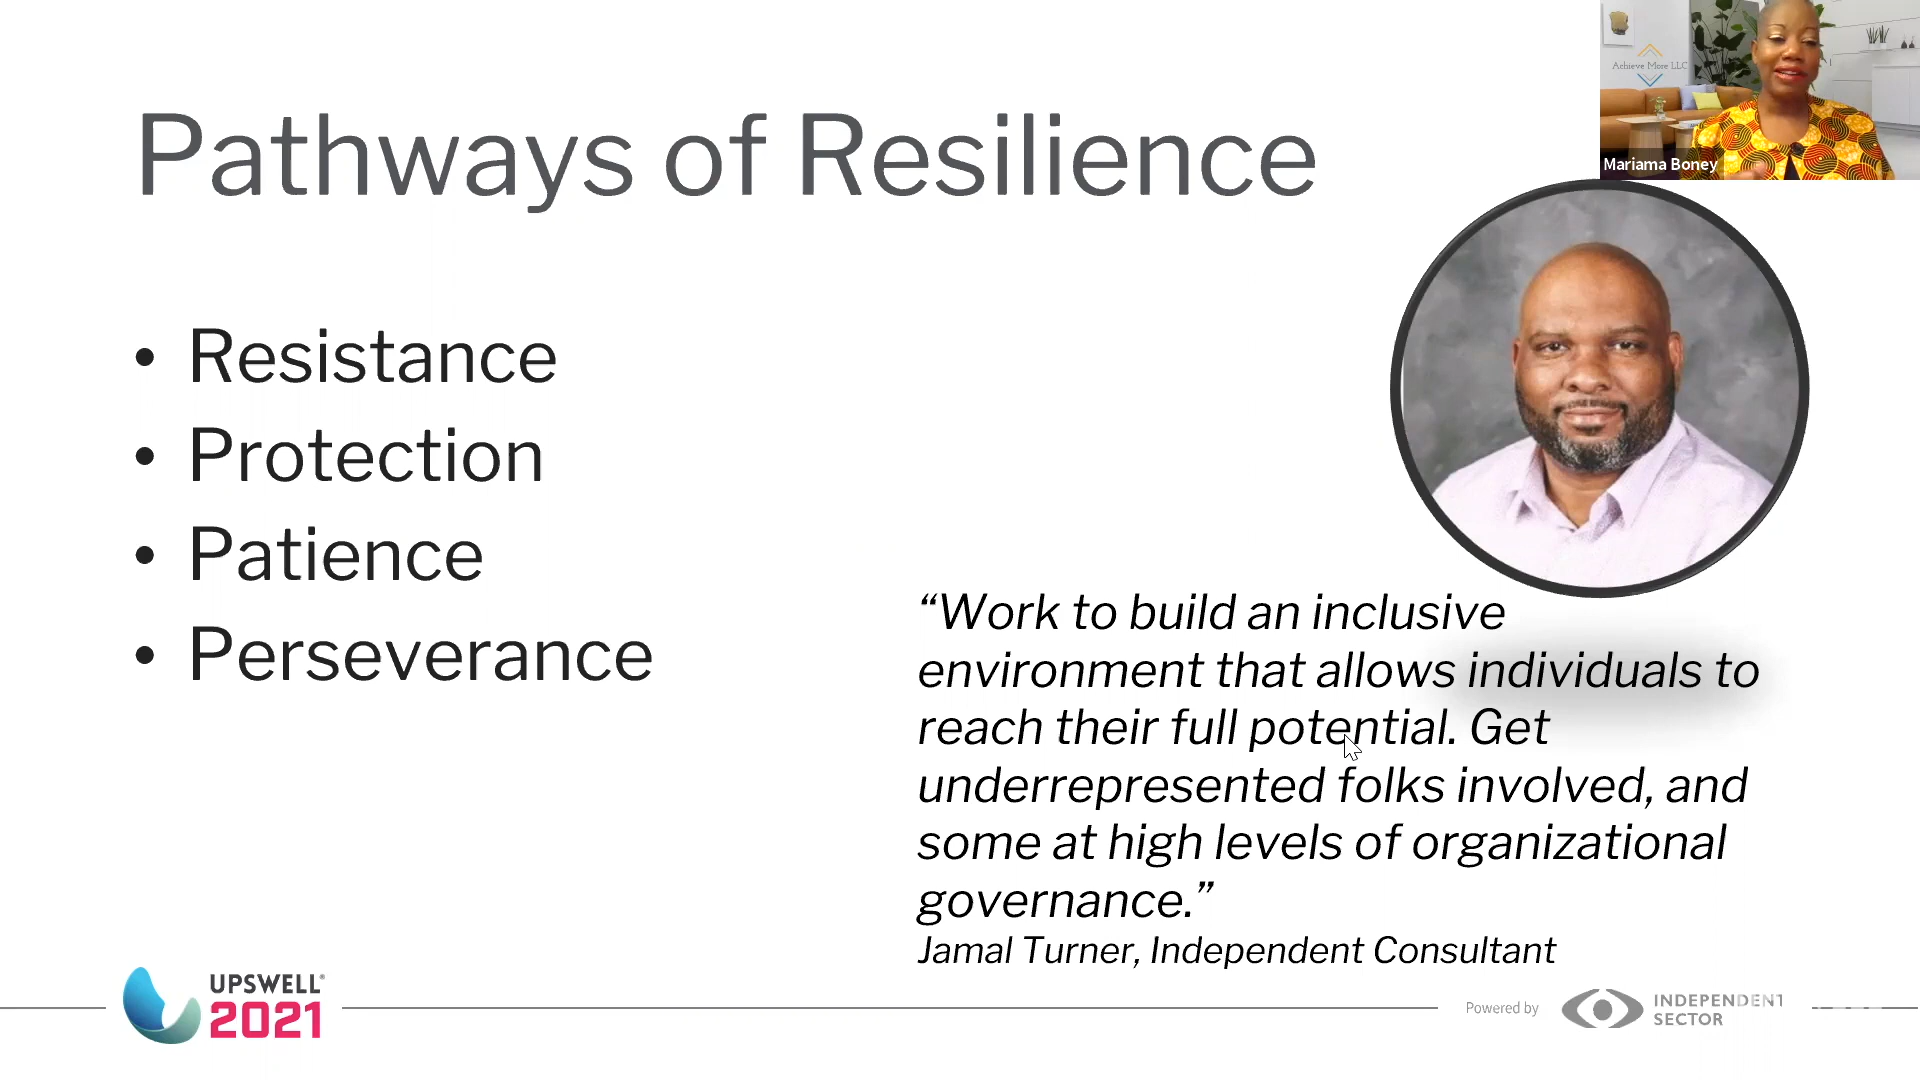 Pathways of Resilience
Achieve More LLC
Mariama Boney
• Resistance
• Protection
• Patience
• Perseverance
“Work to build an inclusive
environment that allows individuals to
reach their full potential. Get
underrepresented folks involved, and
some at high levels of organizational
governance.”
Jamal Turner, Independent Consultant
UPSWELL®
2021
Powered by
INDEPENDENT
SECTOR